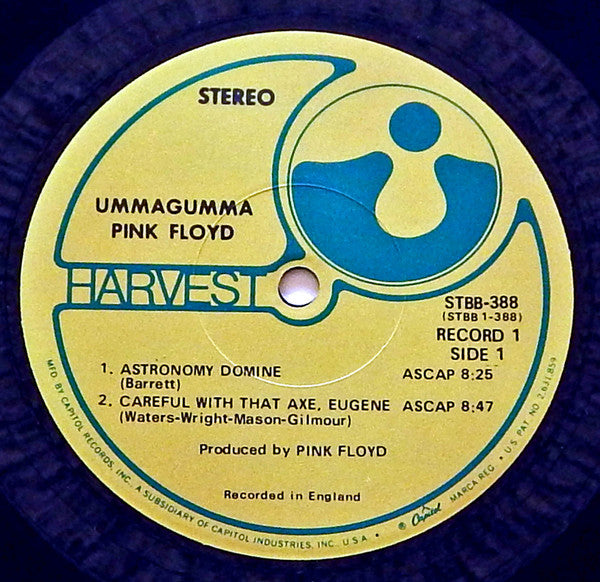 STEREO
UMMAGUMMA
PINK FLOYD
HARVEST
STBB-388
(STBB 1-388)
RECORD 1
SIDE 1
1. ASTRONOMY DOMINE ASCAP 8:25
(Barrett)
2. CAREFUL WITH THAT AXE, EUGENE ASCAP 8:47
(Waters-Wright-Mason-Gilmour)
Produced by PINK FLOYD
Recorded in England
MFD. BY CAPITOL RECORDS, INC. A SUBSIDIARY OF CAPITOL INDUSTRIES, INC., U.S.A. • ® Capitol MARCA REG. • U.S. PAT. NO. 2,631,859